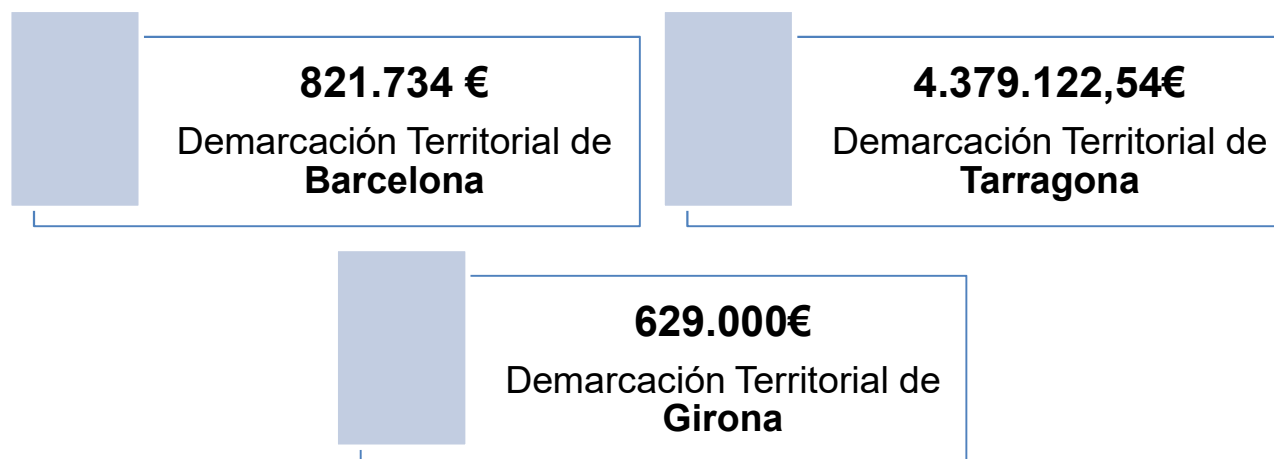 821.734 €
Demarcación Territorial de
Barcelona
4.379.122,54€
Demarcación Territorial de
Tarragona
629.000€
Demarcación Territorial de
Girona